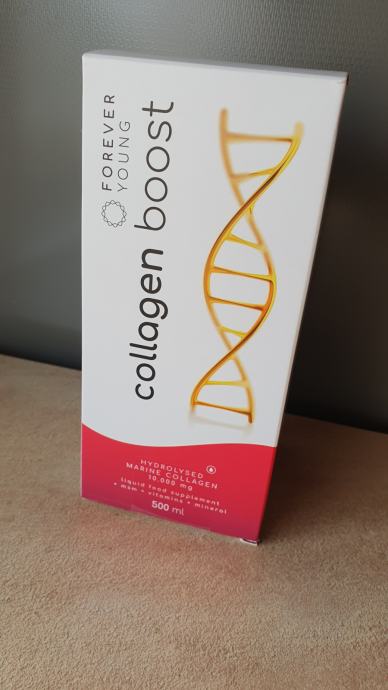 FOREVER
YOUNG
collagen boost
HYDROLYSED
MARINE COLLAGEN
10.000 mg
liquid food supplement
+ msm + vitamins + mineral
500 ml